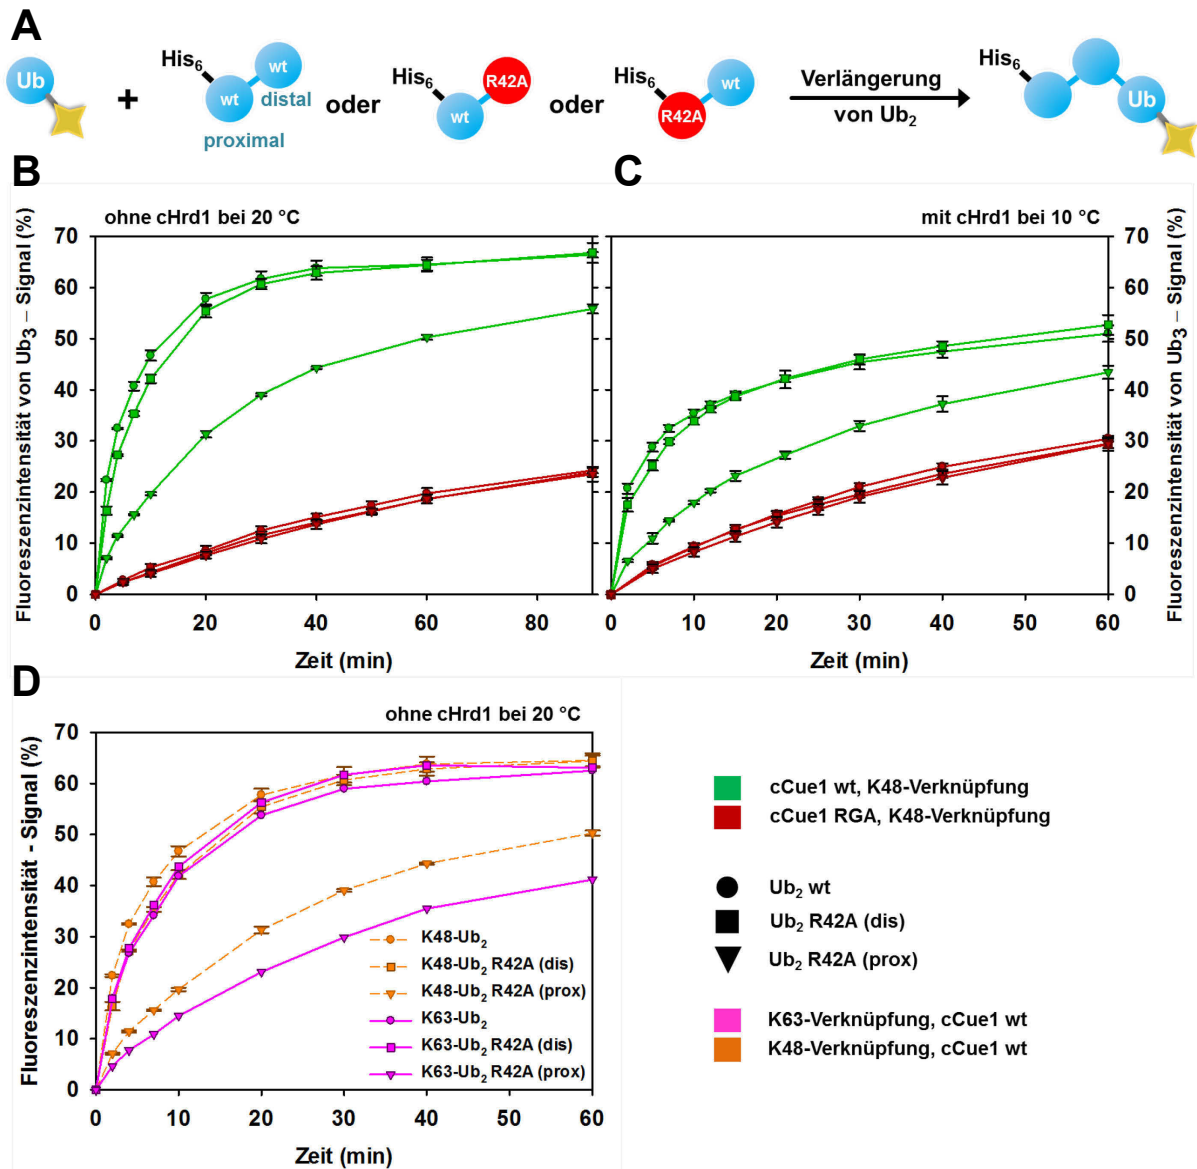 A
Ub
+
His6
wt
wt
distal
proximal
oder
His6
wt
R42A
oder
His6
R42A
wt
Verlängerung
von Ub2
His6
Ub
B
ohne cHrd1 bei 20 °C
Fluoreszenzintensität von Ub3 – Signal (%)
70
60
50
40
30
20
10
0
0 20 40 60 80
Zeit (min)
C
mit cHrd1 bei 10 °C
Fluoreszenzintensität von Ub3 – Signal (%)
70
60
50
40
30
20
10
0
0 10 20 30 40 50 60
Zeit (min)
D
ohne cHrd1 bei 20 °C
Fluoreszenzintensität - Signal (%)
70
60
50
40
30
20
10
0
0 10 20 30 40 50 60
Zeit (min)
K48-Ub2
K48-Ub2 R42A (dis)
K48-Ub2 R42A (prox)
K63-Ub2
K63-Ub2 R42A (dis)
K63-Ub2 R42A (prox)
cCue1 wt, K48-Verknüpfung
cCue1 RGA, K48-Verknüpfung
Ub2 wt
Ub2 R42A (dis)
Ub2 R42A (prox)
K63-Verknüpfung, cCue1 wt
K48-Verknüpfung, cCue1 wt